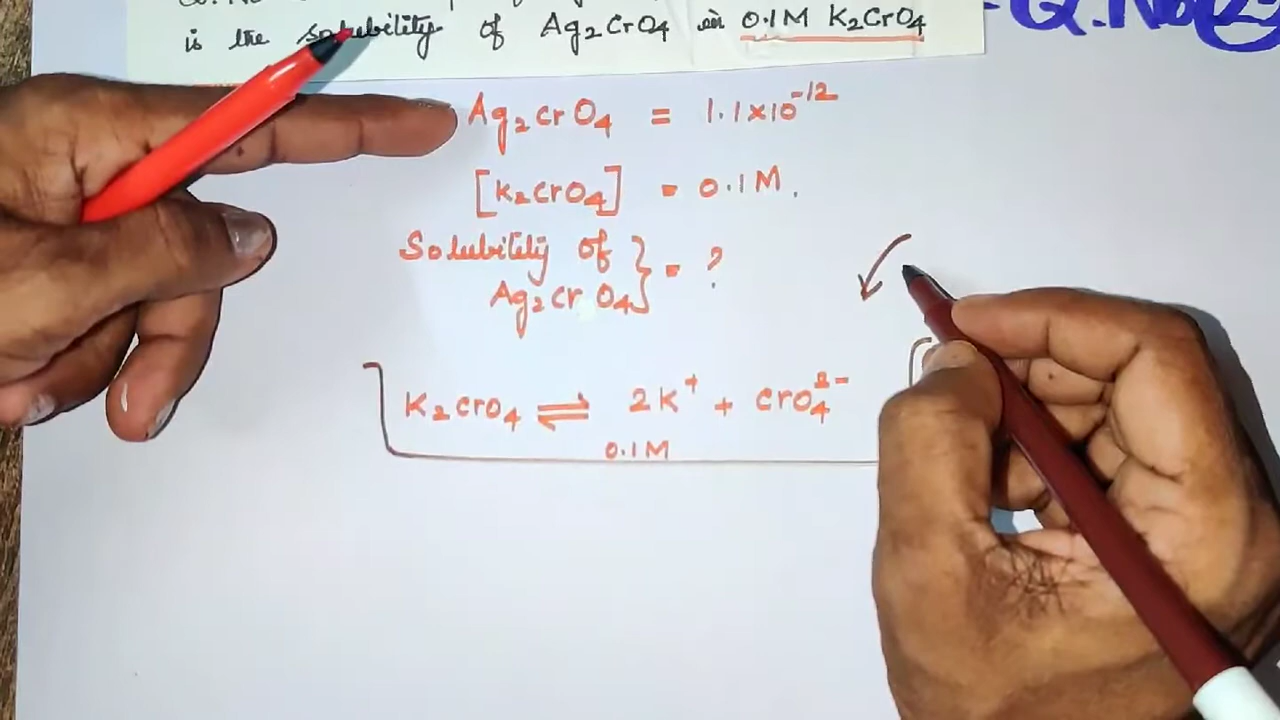 is the solubility of Ag2CrO4 in 0.1M K2CrO4
Q.No
Ag2CrO4 = 1.1×10^-12
[K2CrO4] = 0.1M.
Solubility of
Ag2CrO4 } = ?
K2CrO4 ⇌ 2K+ + CrO4^2-
0.1M